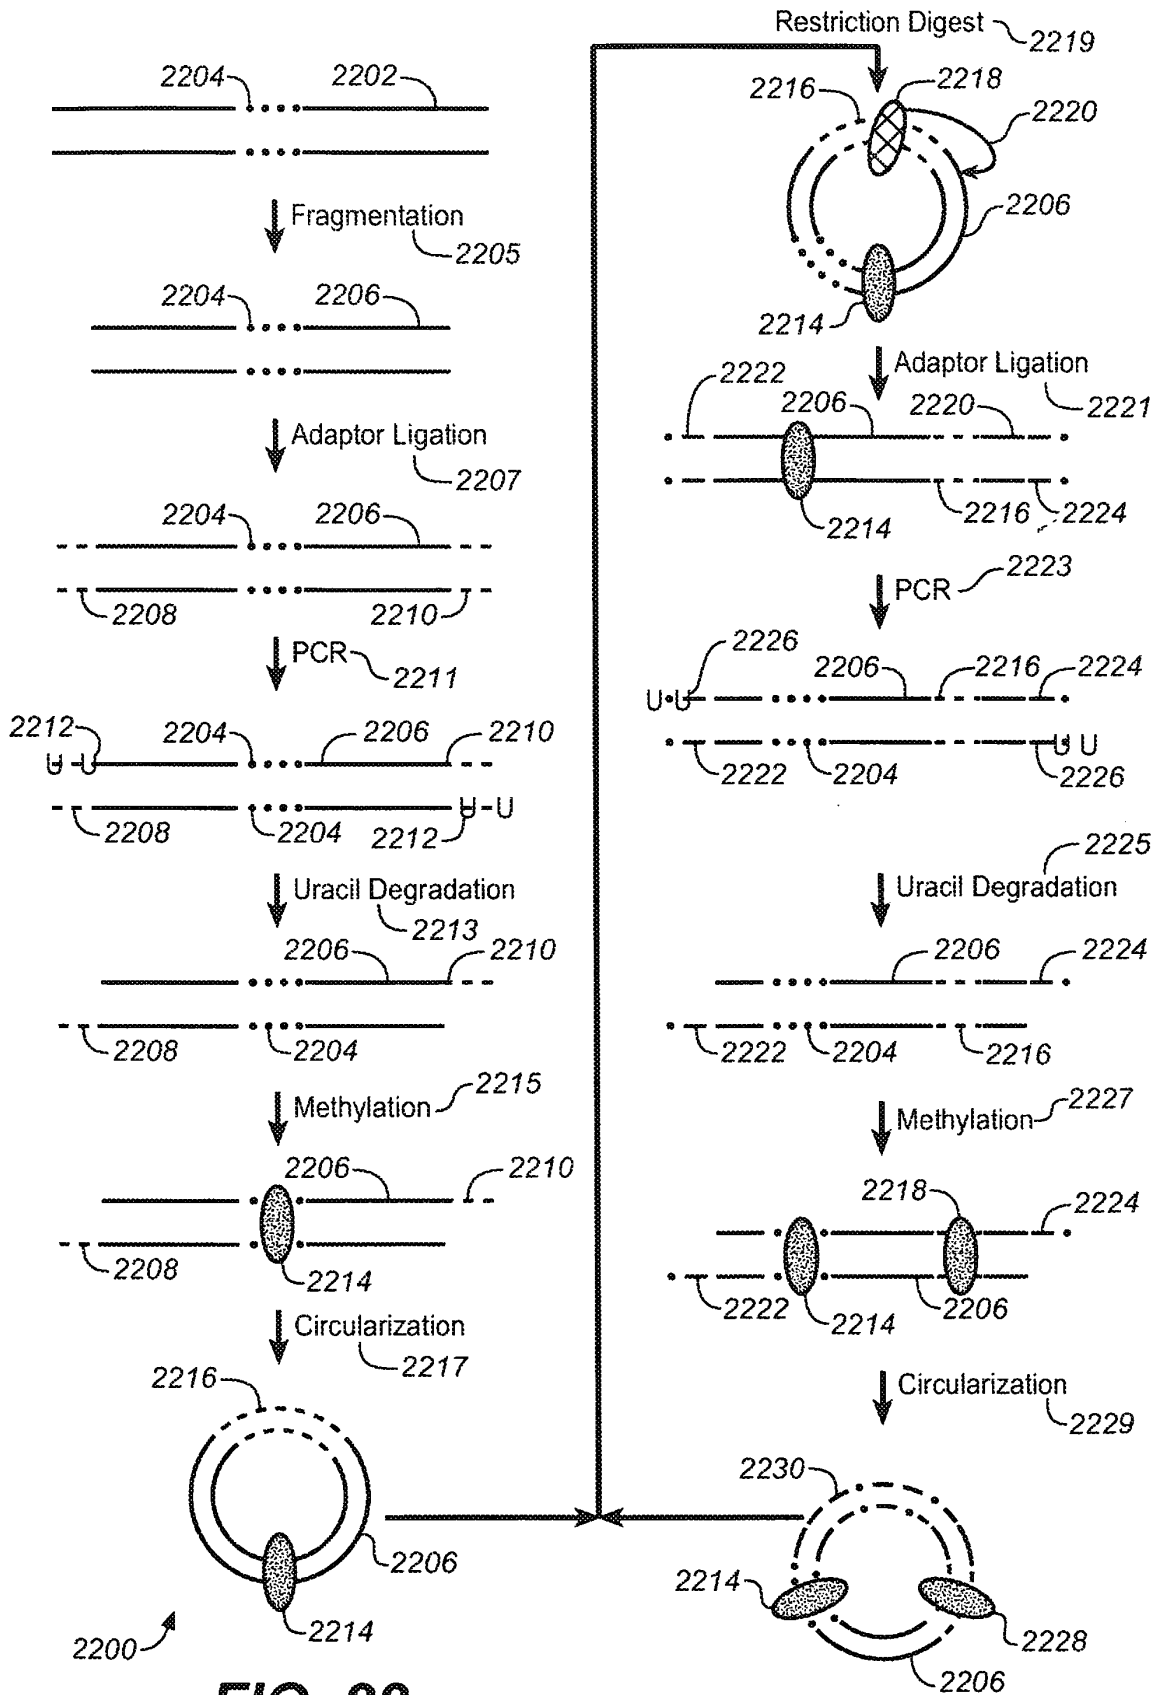 2204 2202
Fragmentation
2205
2204 2206
Adaptor Ligation
2207
2204 2206
2208 2210
PCR 2211
2212 2204 2206 2210
U U
U U
2208 2204 2212
Uracil Degradation
2213
2206 2210
2208 2204
Methylation 2215
2206 2210
2208 2214
Circularization
2217
2216
2206
2214
2200
Restriction Digest 2219
2216 2218
2220
2206
2214
Adaptor Ligation
2221
2222 2206 2220
2214 2216 2224
PCR 2223
2226 2206 2216 2224
U U
U U
2222 2204 2226
2225
Uracil Degradation
2206 2224
2222 2204 2216
Methylation 2227
2218 2224
2222 2214 2206
Circularization
2229
2230
2214 2228
2206